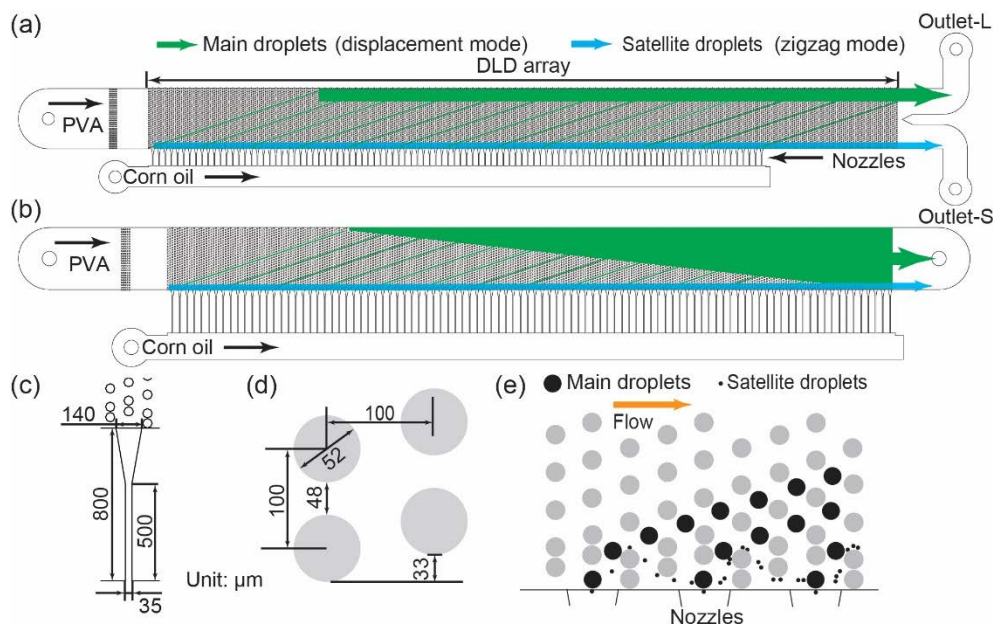 (a)
Outlet-L
Main droplets (displacement mode)
Satellite droplets (zigzag mode)
DLD array
PVA
Nozzles
Corn oil
Outlet-S
(b)
PVA
Corn oil
(c)
140
800
500
35
Unit: µm
(d)
100
52
100
48
33
(e)
Main droplets
Satellite droplets
Flow
Nozzles